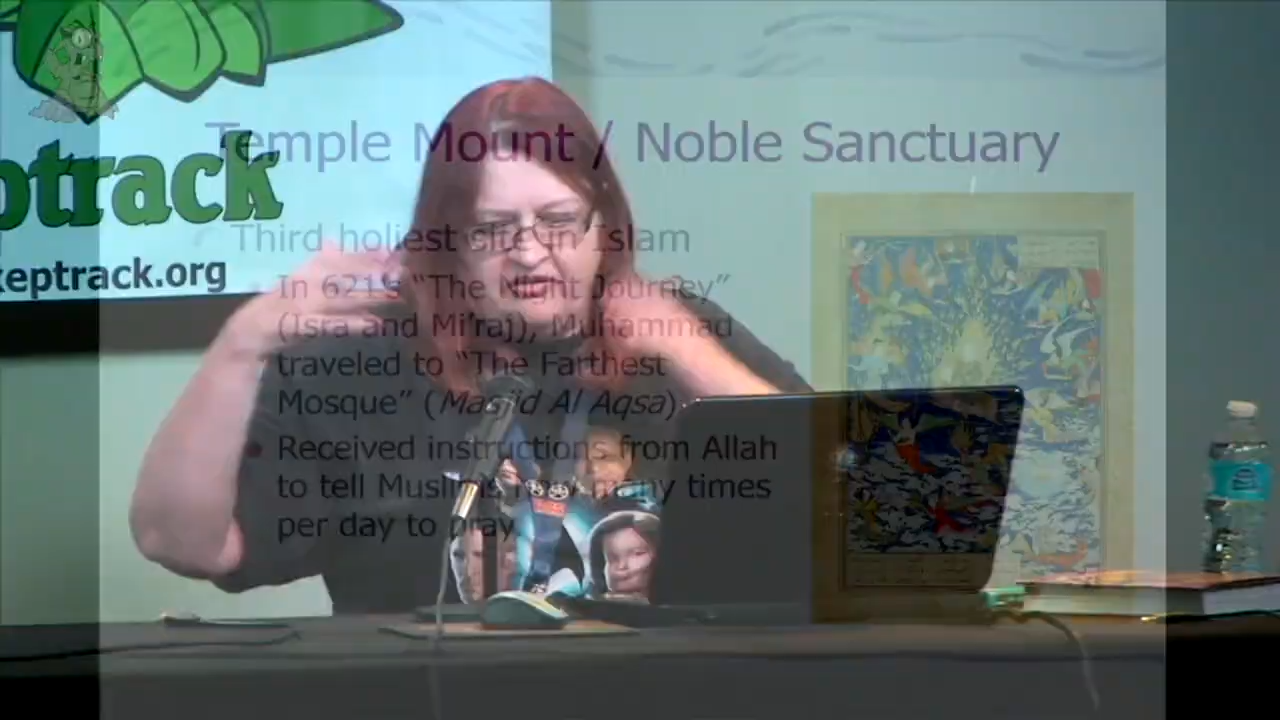 Temple Mount / Noble Sanctuary
ptrack
eptrack.org
Third holiest site in Islam
In 621, "The Night Journey"
(Isra and Mi'raj), Muhammad
traveled to "The Farthest
Mosque" (Masjid Al Aqsa)
Received instructions from Allah
to tell Muslims how many times
per day to pray